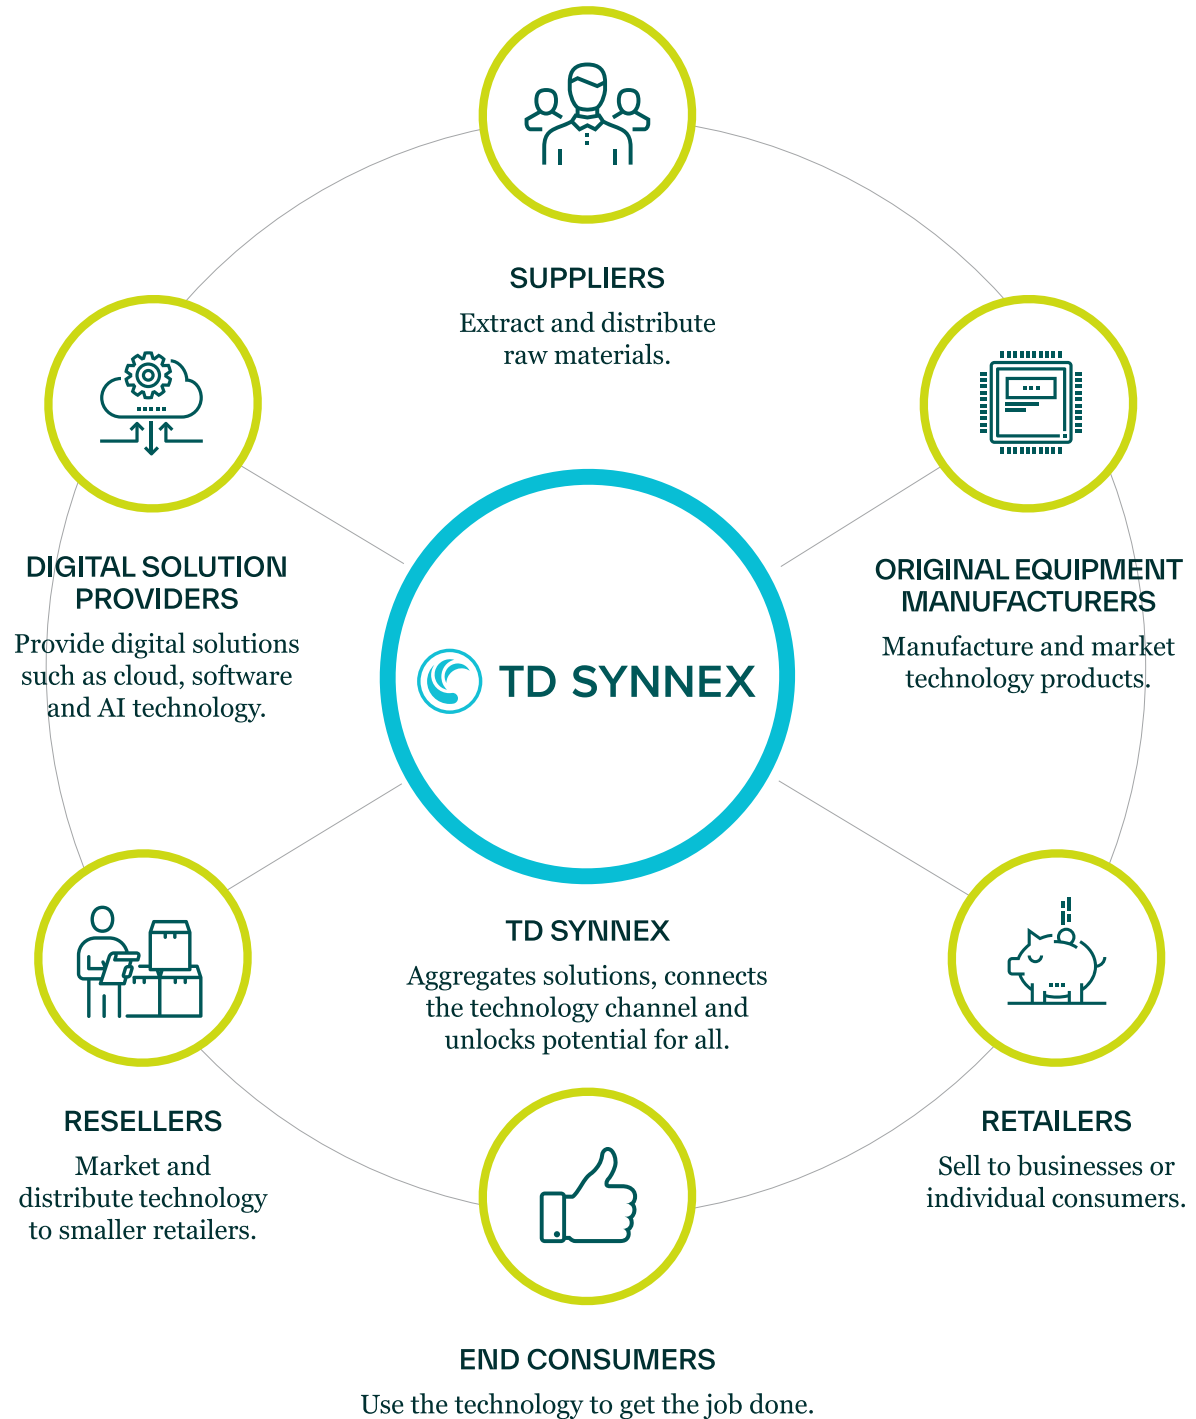 SUPPLIERS
Extract and distribute
raw materials.
DIGITAL SOLUTION
PROVIDERS
Provide digital solutions
such as cloud, software
and AI technology.
ORIGINAL EQUIPMENT
MANUFACTURERS
Manufacture and market
technology products.
TD SYNNEX
TD SYNNEX
Aggregates solutions, connects
the technology channel and
unlocks potential for all.
RESELLERS
Market and
distribute technology
to smaller retailers.
RETAILERS
Sell to businesses or
individual consumers.
END CONSUMERS
Use the technology to get the job done.